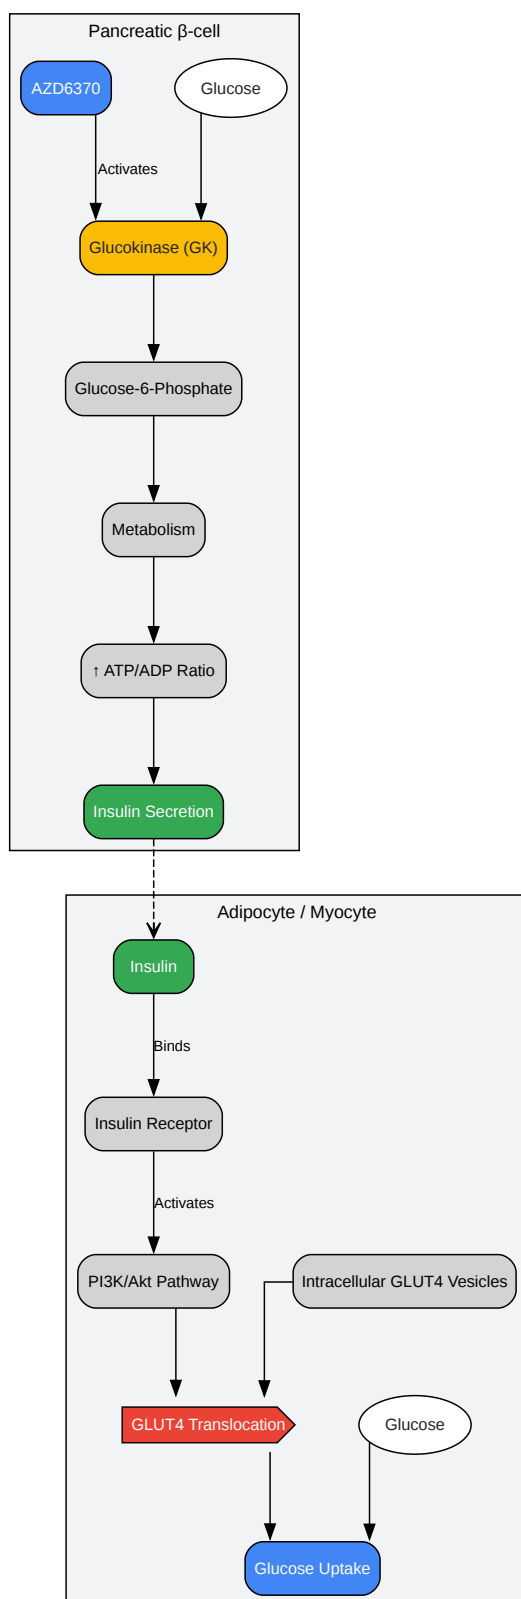 Pancreatic β-cell
AZD6370
Glucose
Activates
Glucokinase (GK)
Glucose-6-Phosphate
Metabolism
↑ ATP/ADP Ratio
Insulin Secretion
Adipocyte / Myocyte
Insulin
Binds
Insulin Receptor
Activates
PI3K/Akt Pathway
Intracellular GLUT4 Vesicles
GLUT4 Translocation
Glucose
Glucose Uptake